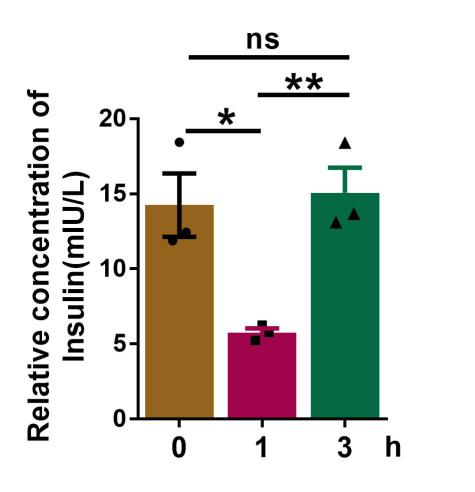 ns
**
*
Relative concentration of
Insulin(mIU/L)
20
15
10
5
0
0 1 3 h